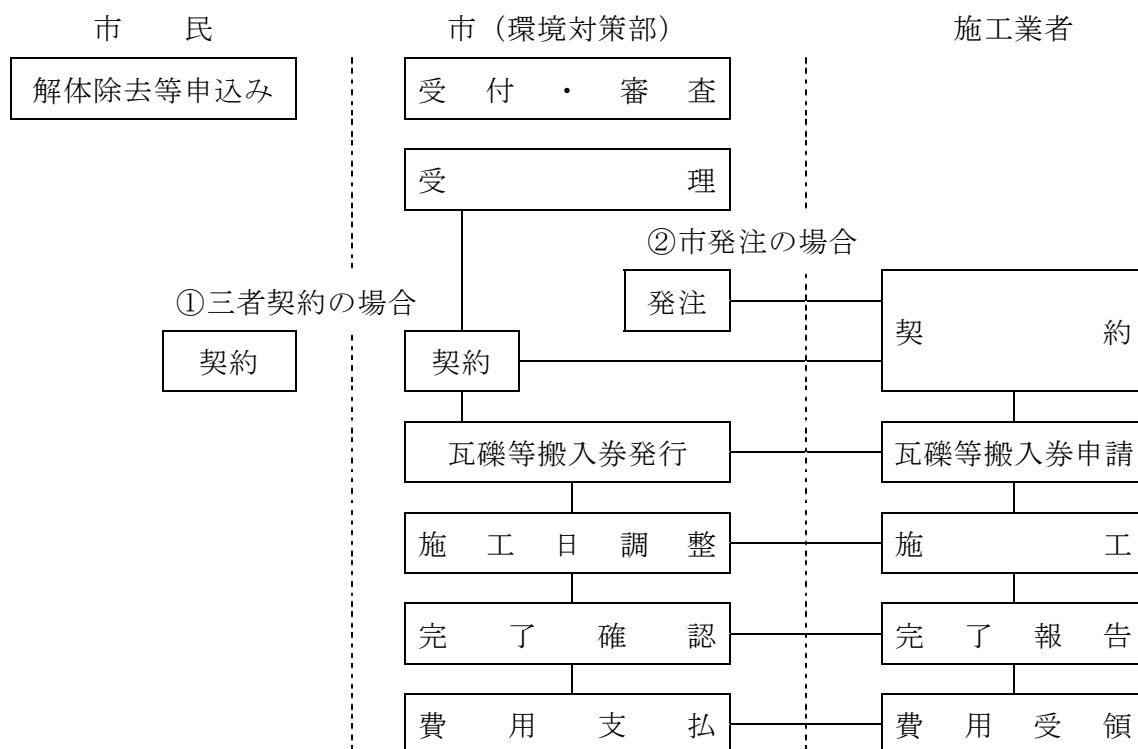 市民 市（環境対策部） 施工業者
解体除去等申込み 受付・審査
受理
②市発注の場合
発注
①三者契約の場合
契約 契約 契約
瓦礫等搬入券発行 瓦礫等搬入券申請
施工日調整 施工
完了確認 完了報告
費用支払 費用受領